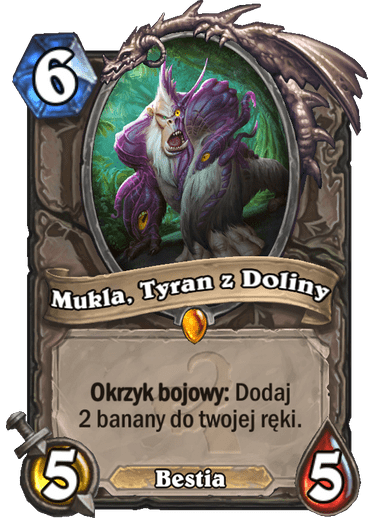 6
Mukla, Tyran z Doliny
Okrzyk bojowy: Dodaj
2 banany do twojej ręki.
5
Bestia
5